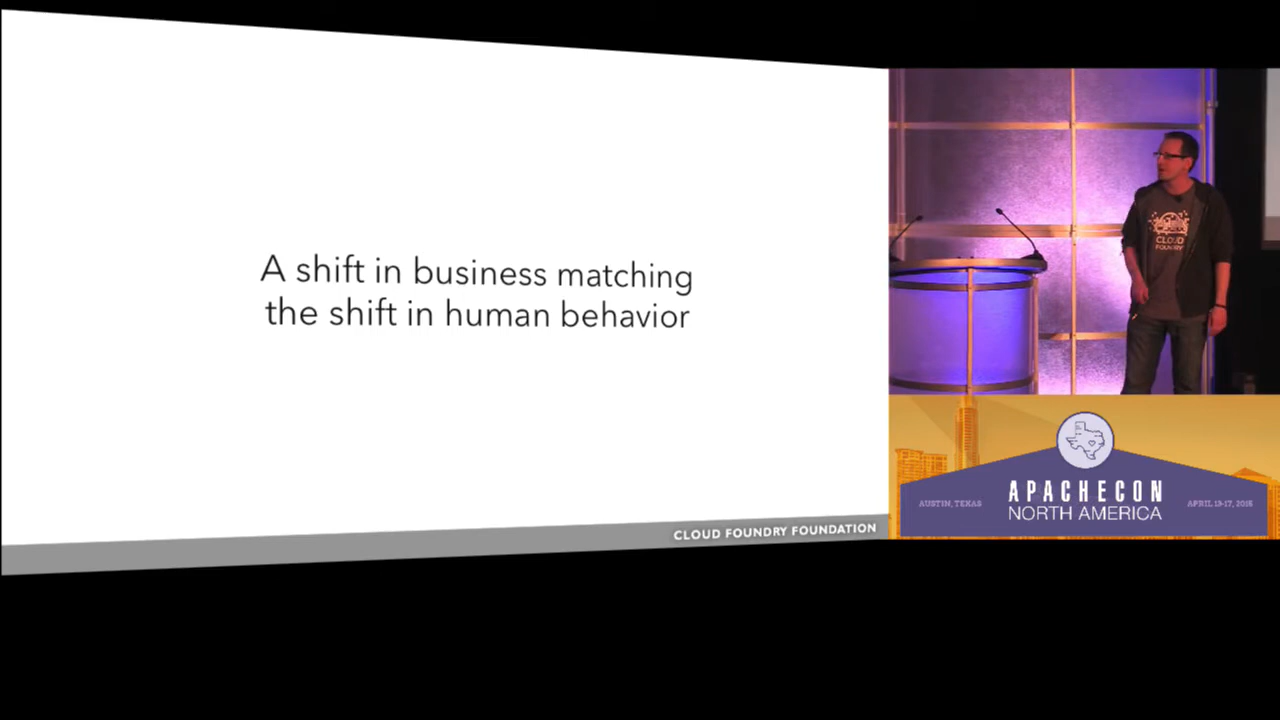 A shift in business matching
the shift in human behavior
CLOUD FOUNDRY FOUNDATION
CLOUD
FOUNDRY
APACHECON
NORTH AMERICA
AUSTIN, TEXAS
APRIL 13-17, 2015